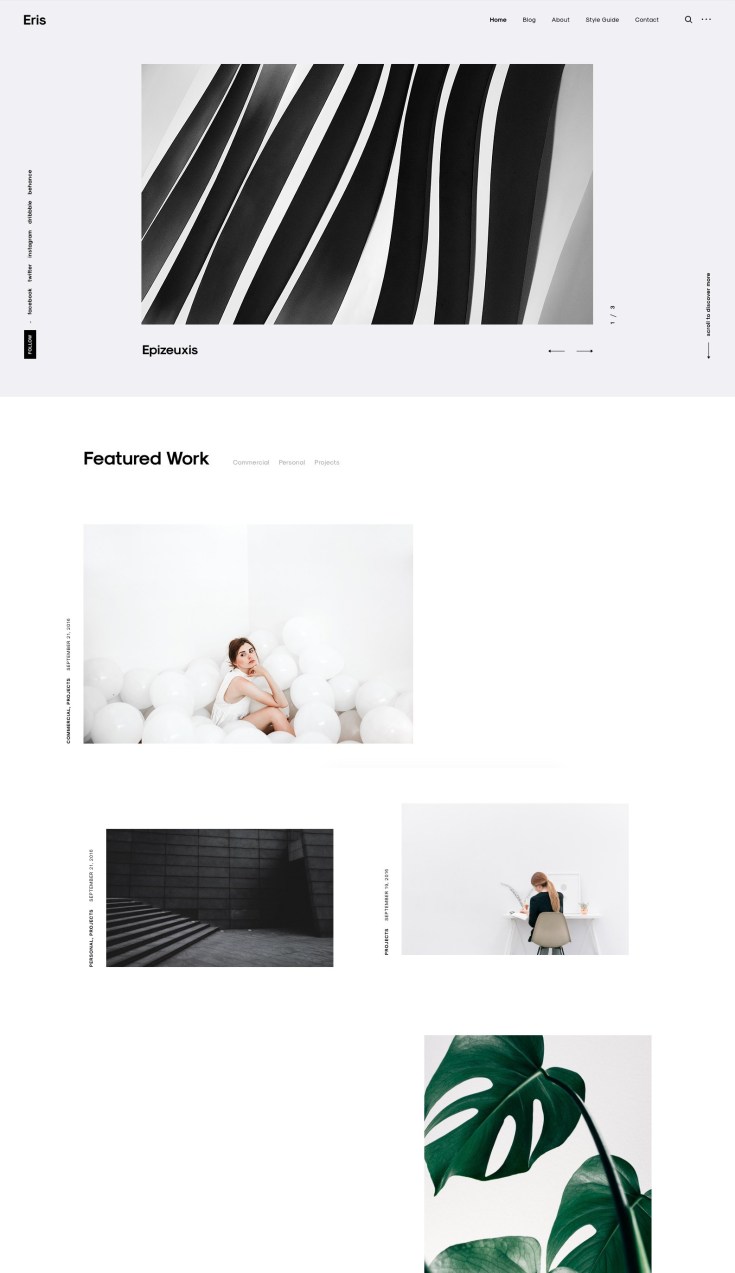 Eris
Home Blog About Style Guide Contact
FOLLOW - facebook twitter instagram dribbble behance
1 / 3
scroll to discover more
Epizeuxis
Featured Work
Commercial Personal Projects
COMMERCIAL, PROJECTS SEPTEMBER 21, 2016
PERSONAL, PROJECTS SEPTEMBER 21, 2016
PROJECTS SEPTEMBER 19, 2016